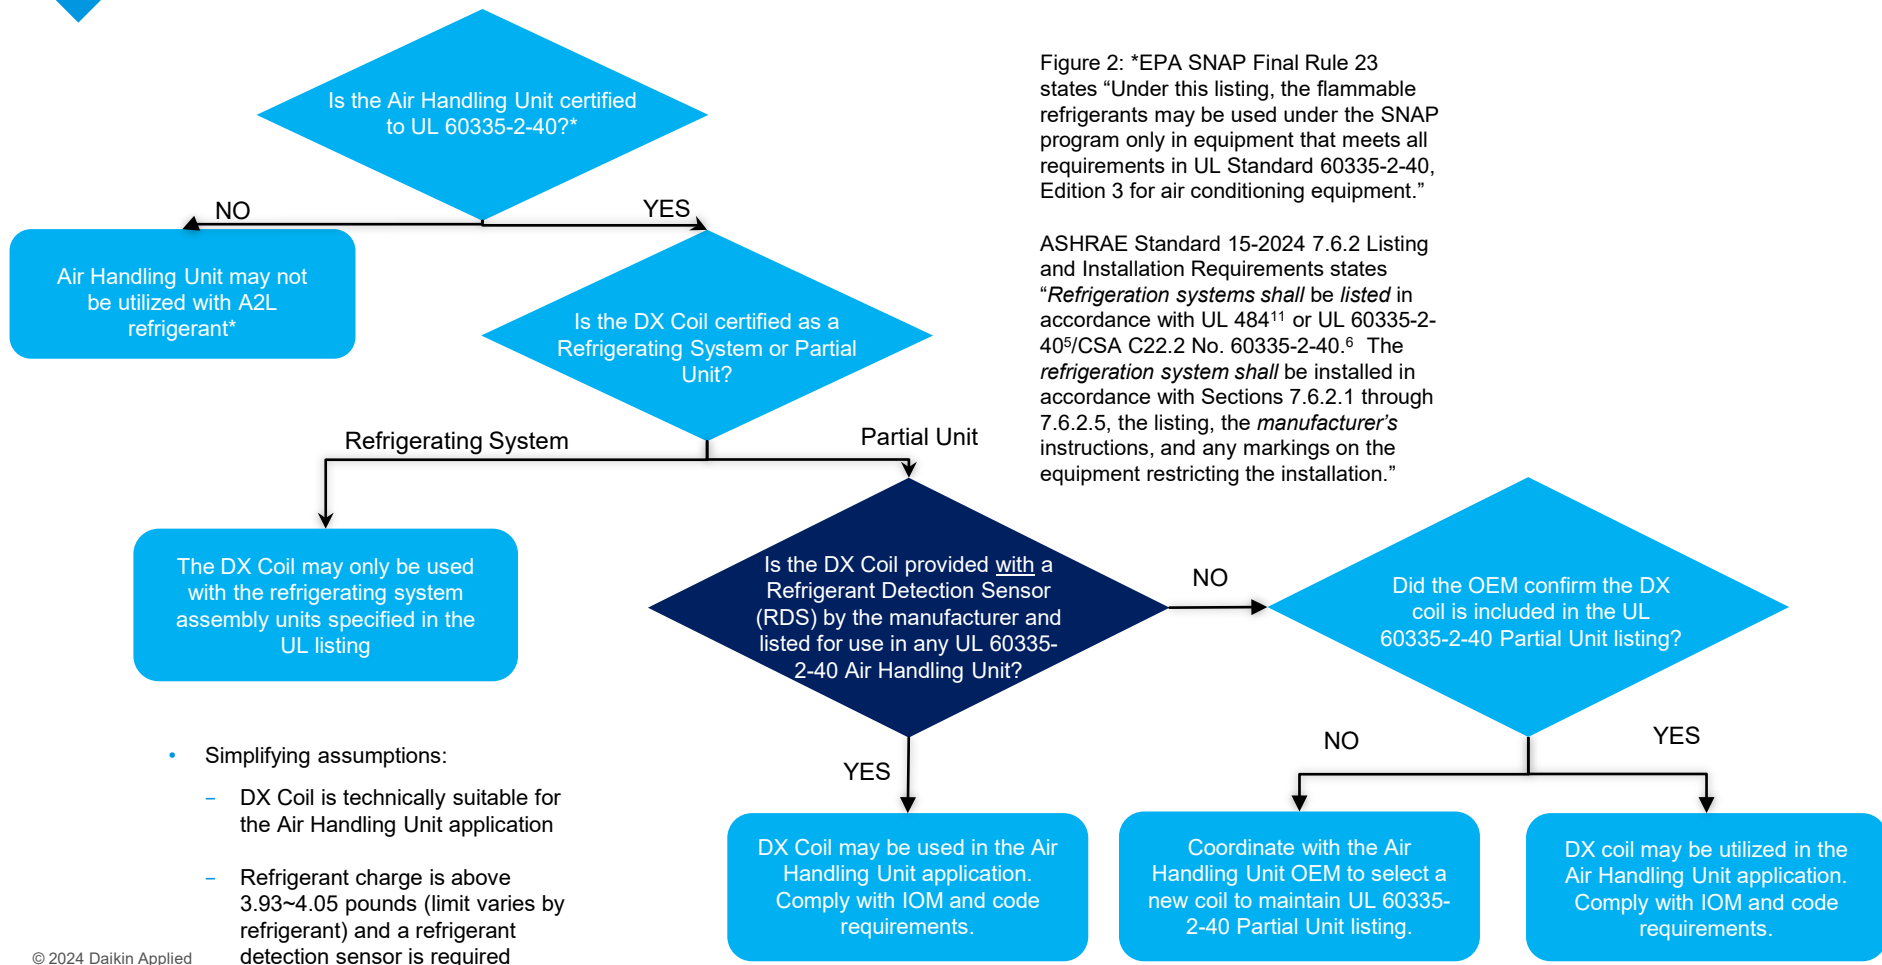 Is the Air Handling Unit certified
to UL 60335-2-40?*
NO
YES
Air Handling Unit may not
be utilized with A2L
refrigerant*
Is the DX Coil certified as a
Refrigerating System or Partial
Unit?
Refrigerating System
Partial Unit
The DX Coil may only be used
with the refrigerating system
assembly units specified in the
UL listing
Is the DX Coil provided with a
Refrigerant Detection Sensor
(RDS) by the manufacturer and
listed for use in any UL 60335-
2-40 Air Handling Unit?
NO
Did the OEM confirm the DX
coil is included in the UL
60335-2-40 Partial Unit listing?
YES
NO
YES
DX Coil may be used in the Air
Handling Unit application.
Comply with IOM and code
requirements.
Coordinate with the Air
Handling Unit OEM to select a
new coil to maintain UL 60335-
2-40 Partial Unit listing.
DX coil may be utilized in the
Air Handling Unit application.
Comply with IOM and code
requirements.
Figure 2: *EPA SNAP Final Rule 23
states “Under this listing, the flammable
refrigerants may be used under the SNAP
program only in equipment that meets all
requirements in UL Standard 60335-2-40,
Edition 3 for air conditioning equipment.”
ASHRAE Standard 15-2024 7.6.2 Listing
and Installation Requirements states
“Refrigeration systems shall be listed in
accordance with UL 484¹¹ or UL 60335-2-
40⁵/CSA C22.2 No. 60335-2-40.⁶ The
refrigeration system shall be installed in
accordance with Sections 7.6.2.1 through
7.6.2.5, the listing, the manufacturer’s
instructions, and any markings on the
equipment restricting the installation.”
• Simplifying assumptions:
– DX Coil is technically suitable for
the Air Handling Unit application
– Refrigerant charge is above
3.93~4.05 pounds (limit varies by
refrigerant) and a refrigerant
detection sensor is required
© 2024 Daikin Applied